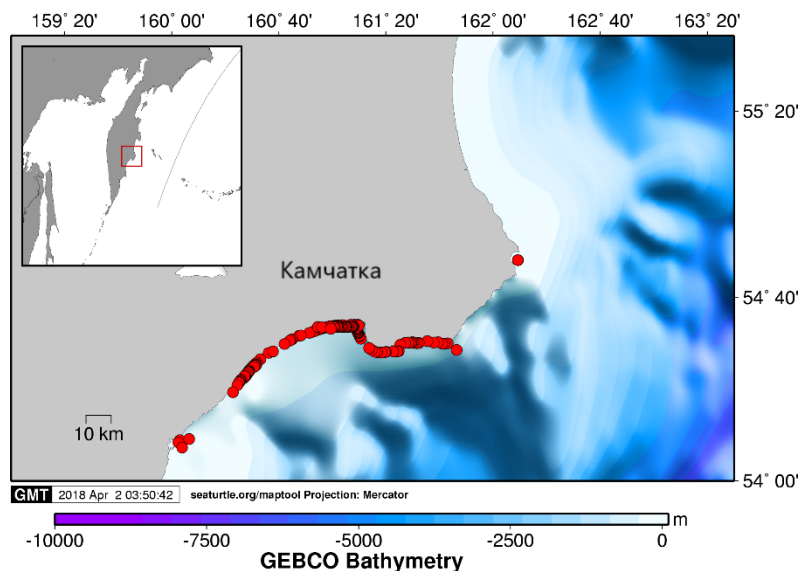 159˚ 20' 160˚ 00' 160˚ 40' 161˚ 20' 162˚ 00' 162˚ 40' 163˚ 20'
55˚ 20'
Камчатка
54˚ 40'
10 km
54˚ 00'
GMT 2018 Apr 2 03:50:42 seaturtle.org/maptool Projection: Mercator
m
-10000 -7500 -5000 -2500 0
GEBCO Bathymetry